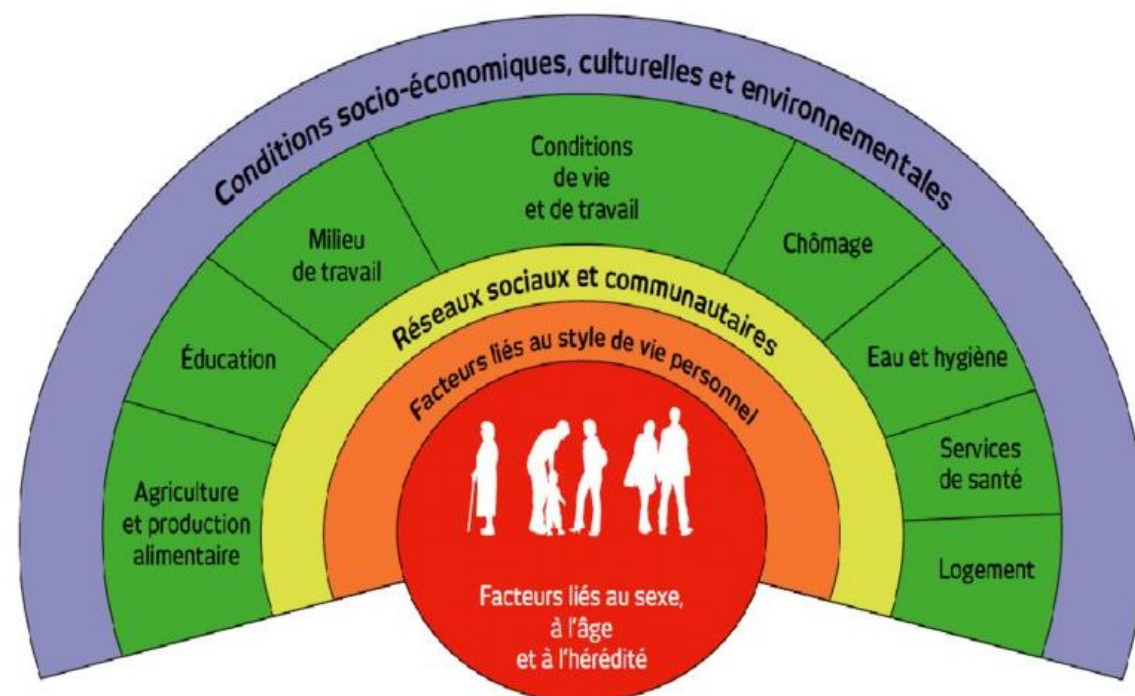 Conditions socio-économiques, culturelles et environnementales
Conditions
de vie
et de travail
Milieu
de travail
Chômage
Éducation
Eau et hygiène
Agriculture
et production
alimentaire
Services
de santé
Logement
Réseaux sociaux et communautaires
Facteurs liés au style de vie personnel
Facteurs liés au sexe,
à l'âge
et à l'hérédité